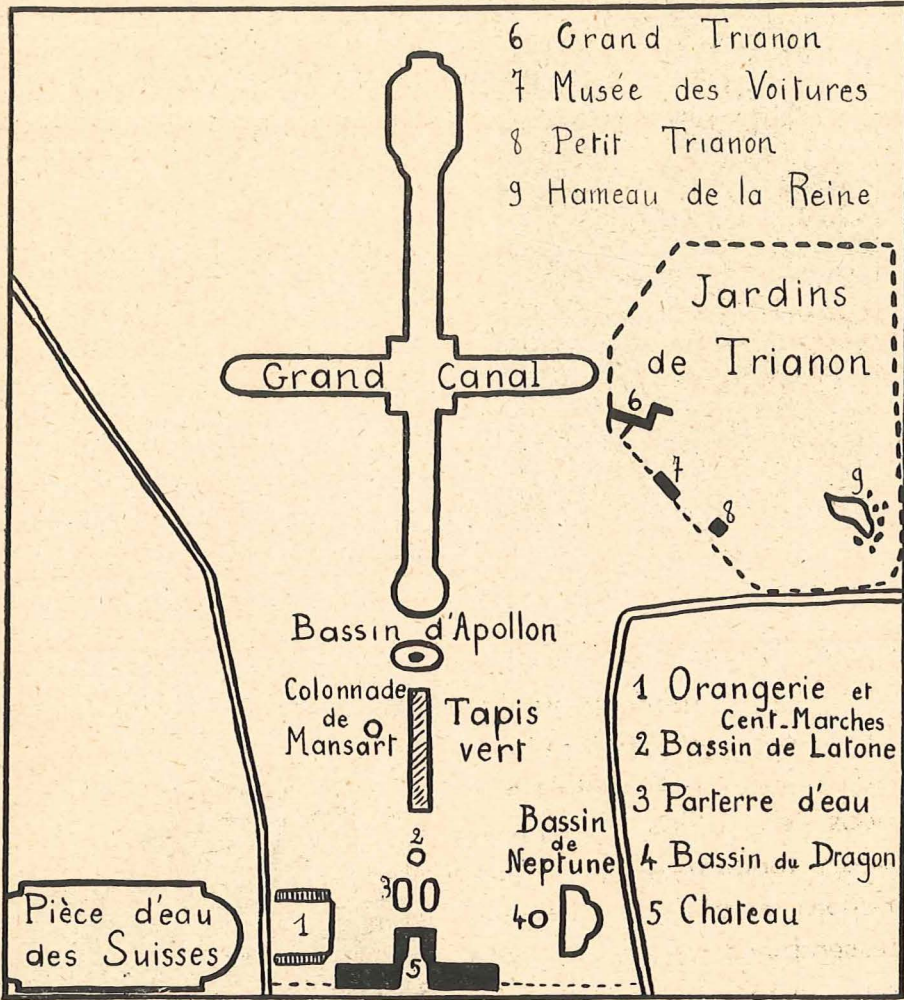 6 Grand Trianon
7 Musée des Voitures
8 Petit Trianon
9 Hameau de la Reine
Jardins
de Trianon
Grand Canal
6
7
8
9
Bassin d'Apollon
Colonnade
de
Mansart
Tapis
vert
1 Orangerie et
Cent-Marches
2 Bassin de Latone
3 Parterre d'eau
4 Bassin du Dragon
5 Chateau
Bassin
de
Neptune
2
3
4
Pièce d'eau
des Suisses
1
5